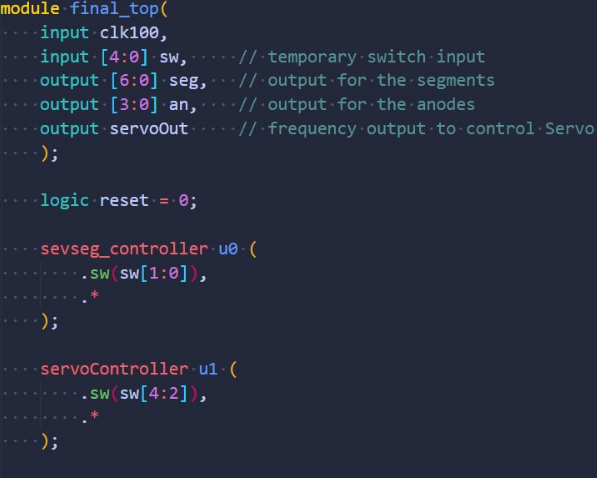 module final_top(
    input clk100,
    input [4:0] sw,     // temporary switch input
    output [6:0] seg,   // output for the segments
    output [3:0] an,    // output for the anodes
    output servoOut     // frequency output to control Servo
    );

    logic reset = 0;

    sevseg_controller u0 (
        .sw(sw[1:0]),
        .*
    );

    servoController u1 (
        .sw(sw[4:2]),
        .*
    );